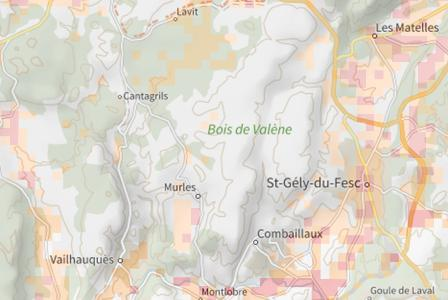 Lavit
Les Matelles
Cantagrils
Bois de Valène
Murles
St-Gély-du-Fesc
Combaillaux
Vailhauquès
Montlobre
Goule de Laval